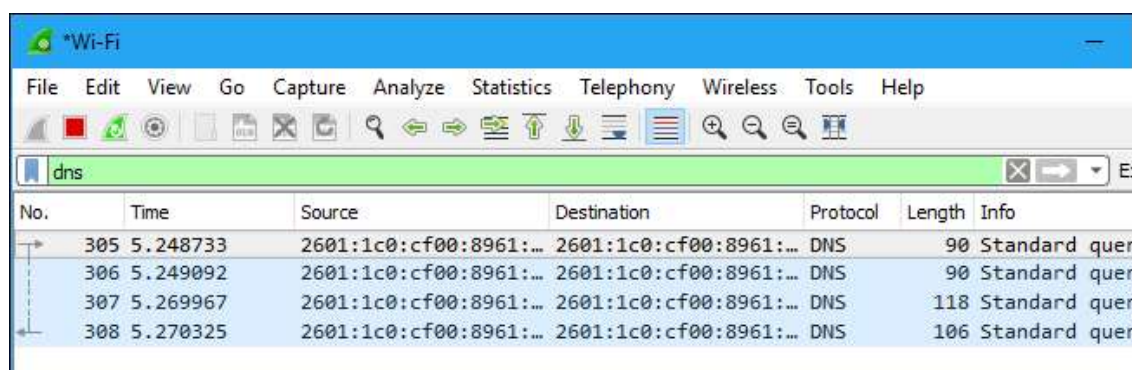 *Wi-Fi
File Edit View Go Capture Analyze Statistics Telephony Wireless Tools Help
dns
No. Time Source Destination Protocol Length Info
305 5.248733 2601:1c0:cf00:8961:… 2601:1c0:cf00:8961:… DNS 90 Standard quer
306 5.249092 2601:1c0:cf00:8961:… 2601:1c0:cf00:8961:… DNS 90 Standard quer
307 5.269967 2601:1c0:cf00:8961:… 2601:1c0:cf00:8961:… DNS 118 Standard quer
308 5.270325 2601:1c0:cf00:8961:… 2601:1c0:cf00:8961:… DNS 106 Standard quer